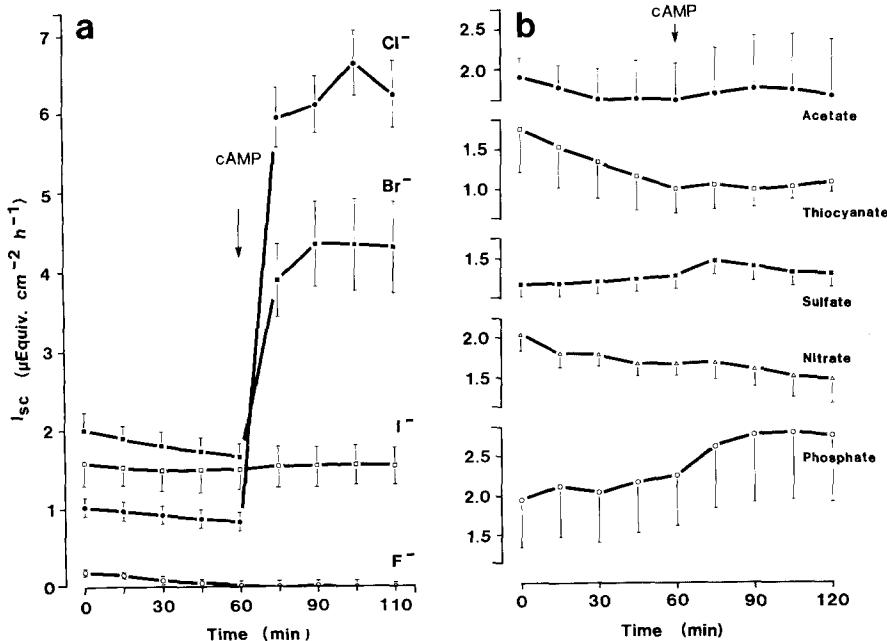 a
Cl⁻
cAMP
Br⁻
I⁻
F⁻
7
6
5
4
3
2
1
0
I_SC (μEquiv. cm⁻² h⁻¹)
0 30 60 90 110
Time (min)
b
cAMP
2.5
2.0
Acetate
1.5
1.0
Thiocyanate
1.5
Sulfate
2.0
1.5
Nitrate
2.5
2.0
1.5
Phosphate
0 30 60 90 120
Time (min)